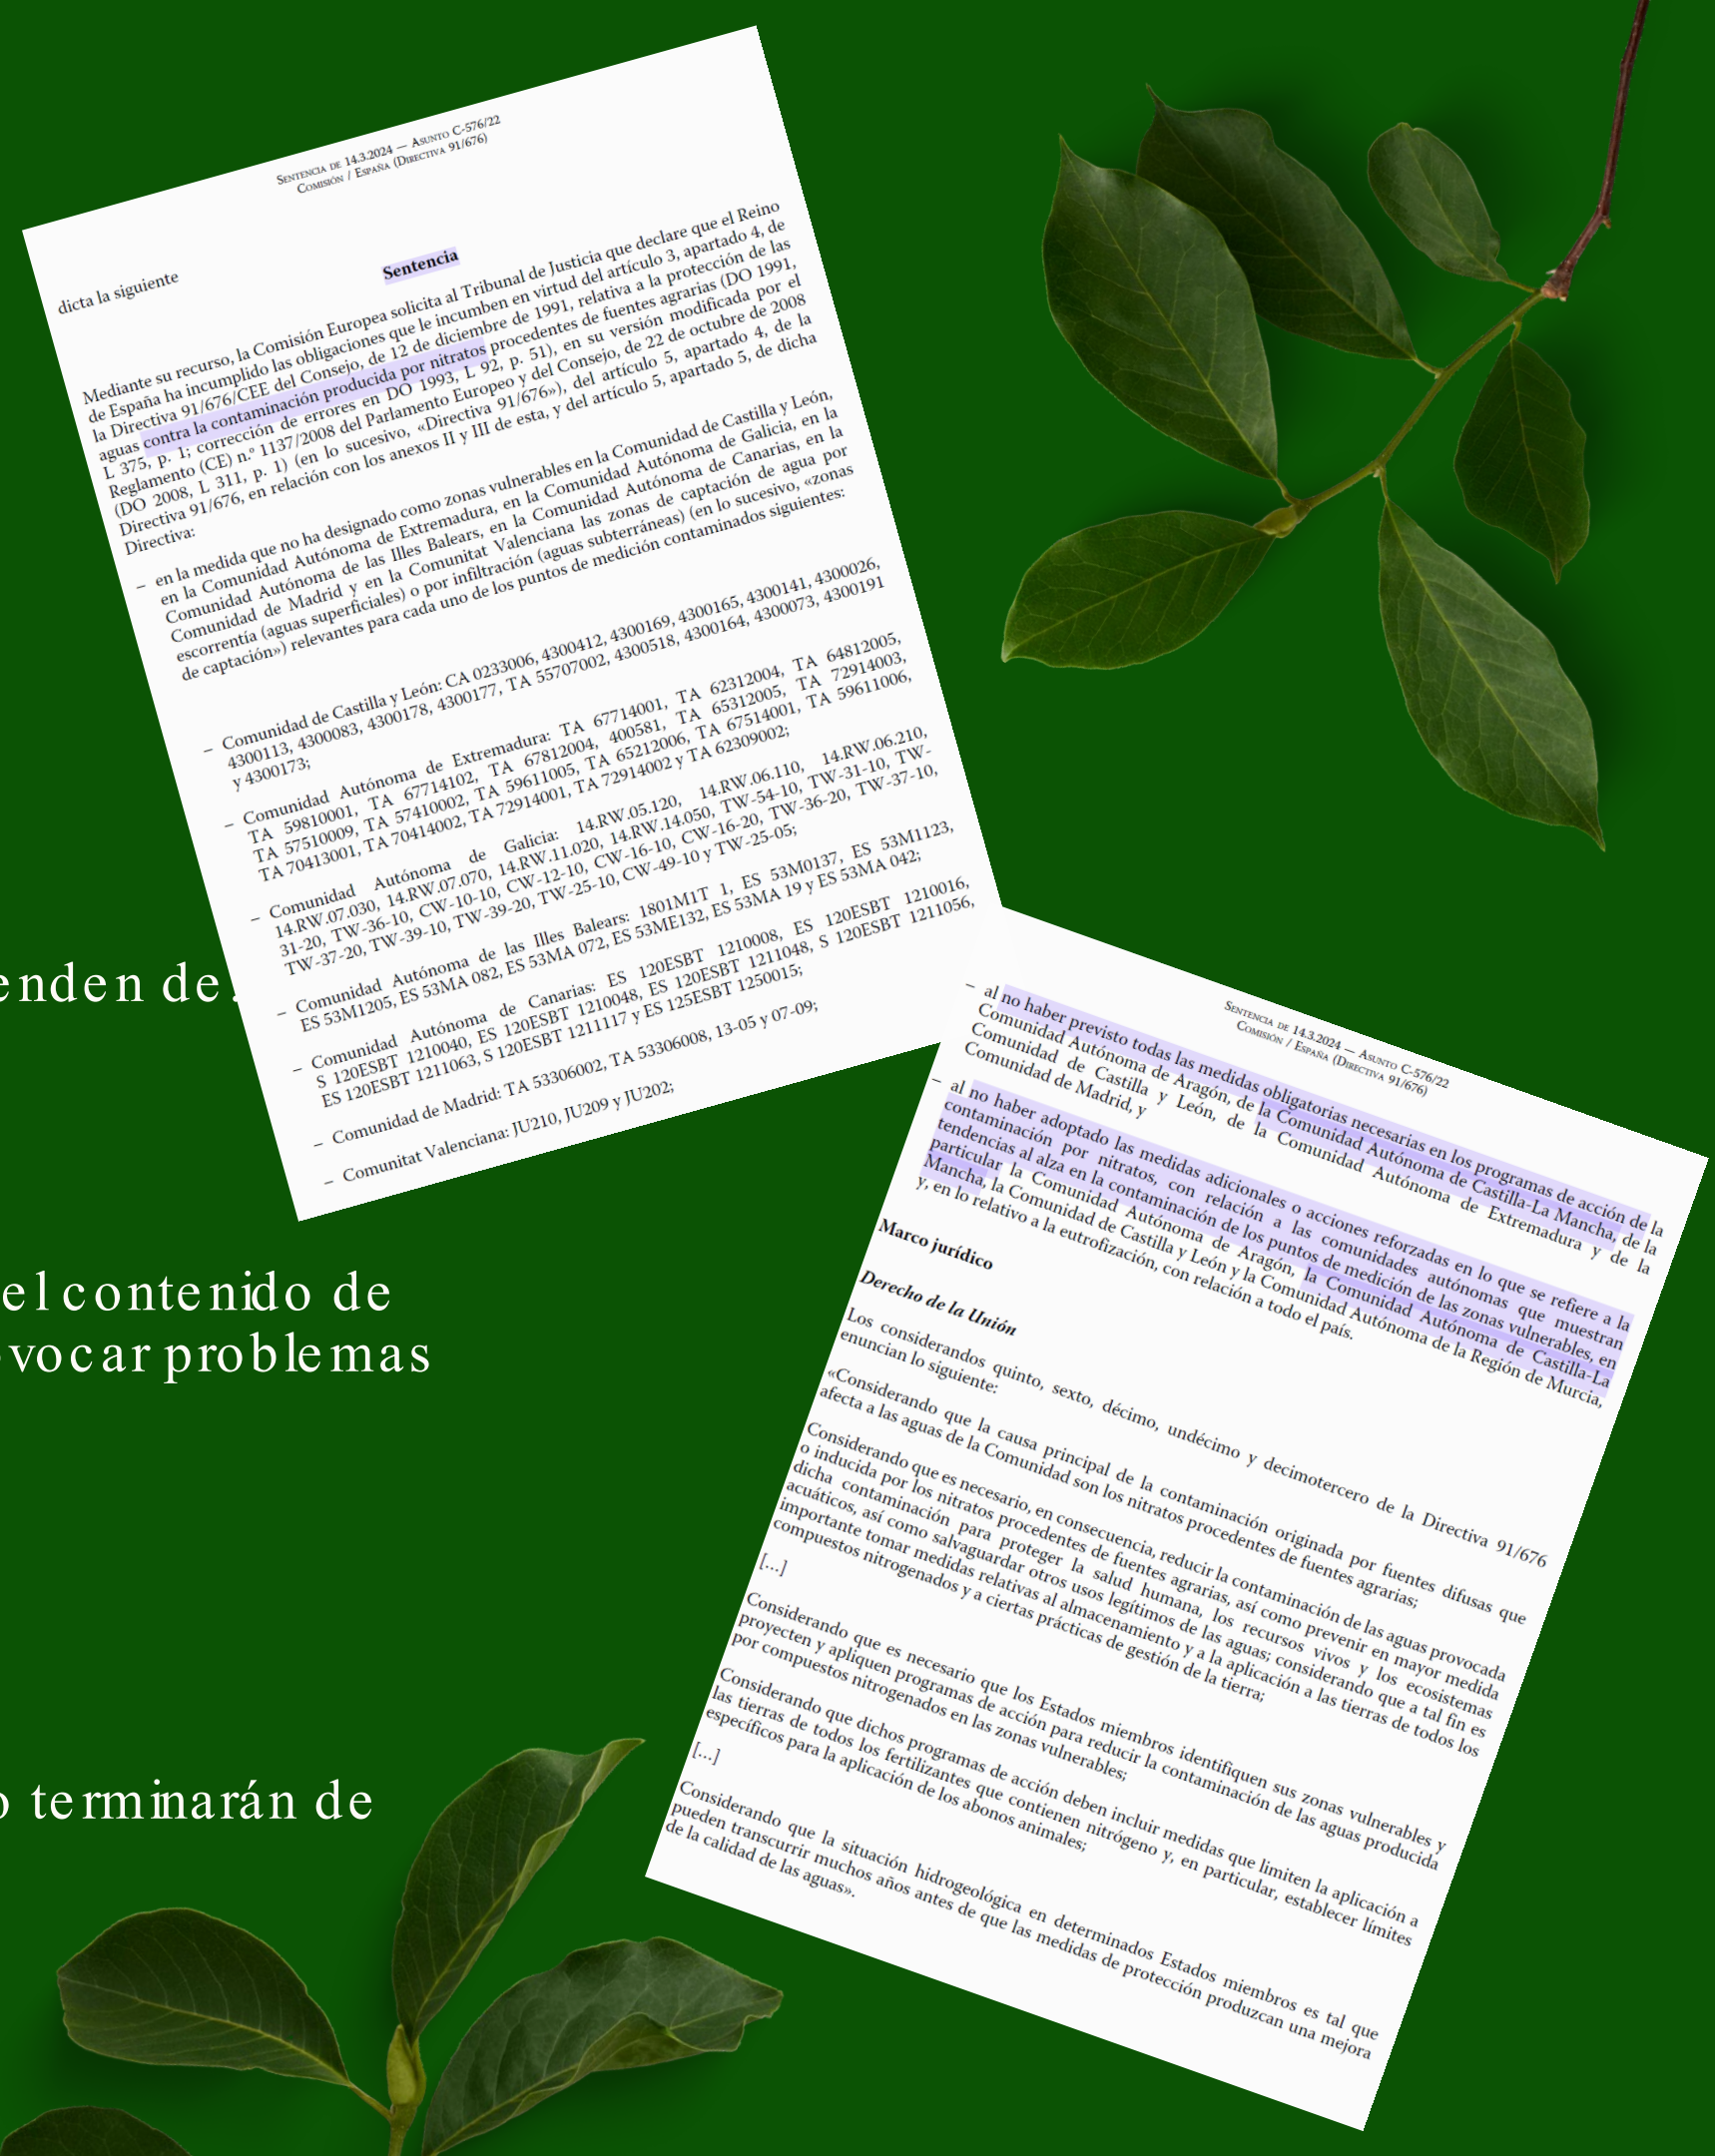 SENTENCIA DE 14.3.2024 — ASUNTO C-576/22
COMISIÓN / ESPAÑA (DIRECTIVA 91/676)
dicta la siguiente
Sentencia
Mediante su recurso, la Comisión Europea solicita al Tribunal de Justicia que declare que el Reino
de España ha incumplido las obligaciones que le incumben en virtud del artículo 3, apartado 4, de
la Directiva 91/676/CEE del Consejo, de 12 de diciembre de 1991, relativa a la protección de las
aguas contra la contaminación producida por nitratos procedentes de fuentes agrarias (DO 1991,
L 375, p. 1; corrección de errores en DO 1993, L 92, p. 51), en su versión modificada por el
Reglamento (CE) n.º 1137/2008 del Parlamento Europeo y del Consejo, de 22 de octubre de 2008
(DO 2008, L 311, p. 1) (en lo sucesivo, «Directiva 91/676»), del artículo 5, apartado 4, de la
Directiva 91/676, en relación con los anexos II y III de esta, y del artículo 5, apartado 5, de dicha
Directiva:
– en la medida que no ha designado como zonas vulnerables en la Comunidad de Castilla y León,
en la Comunidad Autónoma de Extremadura, en la Comunidad Autónoma de Galicia, en la
Comunidad Autónoma de las Illes Balears, en la Comunidad Autónoma de Canarias, en la
Comunidad de Madrid y en la Comunitat Valenciana las zonas de captación de agua por
escorrentía (aguas superficiales) o por infiltración (aguas subterráneas) (en lo sucesivo, «zonas
de captación») relevantes para cada uno de los puntos de medición contaminados siguientes:
– Comunidad de Castilla y León: CA 0233006, 4300412, 4300169, 4300165, 4300141, 4300026,
4300113, 4300083, 4300178, 4300177, TA 55707002, 4300518, 4300164, 4300073, 4300191
y 4300173;
– Comunidad Autónoma de Extremadura: TA 67714001, TA 62312004, TA 64812005,
TA 59810001, TA 67714102, TA 67812004, 400581, TA 65312005, TA 72914003,
TA 57510009, TA 57410002, TA 59611005, TA 65212006, TA 67514001, TA 59611006,
TA 70413001, TA 70414002, TA 72914001, TA 72914002 y TA 62309002;
– Comunidad Autónoma de Galicia: 14.RW.05.120, 14.RW.06.110, 14.RW.06.210,
14.RW.07.030, 14.RW.07.070, 14.RW.11.020, 14.RW.14.050, TW-54-10, TW-31-10, TW-
31-20, TW-36-10, CW-10-10, CW-12-10, CW-16-10, CW-16-20, TW-36-20, TW-37-10,
TW-37-20, TW-39-10, TW-39-20, TW-25-10, CW-49-10 y TW-25-05;
– Comunidad Autónoma de las Illes Balears: 1801M1T 1, ES 53M0137, ES 53M1123,
ES 53M1205, ES 53MA 082, ES 53MA 072, ES 53ME132, ES 53MA 19 y ES 53MA 042;
– Comunidad Autónoma de Canarias: ES 120ESBT 1210008, ES 120ESBT 1210016,
S 120ESBT 1210040, ES 120ESBT 1210048, ES 120ESBT 1211048, S 120ESBT 1211056,
ES 120ESBT 1211063, S 120ESBT 1211117 y ES 125ESBT 1250015;
– Comunidad de Madrid: TA 53306002, TA 53306008, 13-05 y 07-09;
– Comunitat Valenciana: JU210, JU209 y JU202;
enden de.
el contenido de
vocar problemas
o terminarán de
SENTENCIA DE 14.3.2024 — ASUNTO C-576/22
COMISIÓN / ESPAÑA (DIRECTIVA 91/676)
– al no haber previsto todas las medidas obligatorias necesarias en los programas de acción de la
Comunidad Autónoma de Aragón, de la Comunidad Autónoma de Castilla-La Mancha, de la
Comunidad de Castilla y León, de la Comunidad Autónoma de Extremadura y de la
Comunidad de Madrid, y
– al no haber adoptado las medidas adicionales o acciones reforzadas en lo que se refiere a la
contaminación por nitratos, con relación a las comunidades autónomas que muestran
tendencias al alza en la contaminación de los puntos de medición de las zonas vulnerables, en
particular la Comunidad Autónoma de Aragón, la Comunidad Autónoma de Castilla-La
Mancha, la Comunidad de Castilla y León y la Comunidad Autónoma de la Región de Murcia,
y, en lo relativo a la eutrofización, con relación a todo el país.
Marco jurídico
Derecho de la Unión
Los considerandos quinto, sexto, décimo, undécimo y decimotercero de la Directiva 91/676
enuncian lo siguiente:
«Considerando que la causa principal de la contaminación originada por fuentes difusas que
afecta a las aguas de la Comunidad son los nitratos procedentes de fuentes agrarias;
Considerando que es necesario, en consecuencia, reducir la contaminación de las aguas provocada
o inducida por los nitratos procedentes de fuentes agrarias, así como prevenir en mayor medida
dicha contaminación para proteger la salud humana, los recursos vivos y los ecosistemas
acuáticos, así como salvaguardar otros usos legítimos de las aguas; considerando que a tal fin es
importante tomar medidas relativas al almacenamiento y a la aplicación a las tierras de todos los
compuestos nitrogenados y a ciertas prácticas de gestión de la tierra;
[...]
Considerando que es necesario que los Estados miembros identifiquen sus zonas vulnerables y
proyecten y apliquen programas de acción para reducir la contaminación de las aguas producida
por compuestos nitrogenados en las zonas vulnerables;
Considerando que dichos programas de acción deben incluir medidas que limiten la aplicación a
las tierras de todos los fertilizantes que contienen nitrógeno y, en particular, establecer límites
específicos para la aplicación de los abonos animales;
[...]
Considerando que la situación hidrogeológica en determinados Estados miembros es tal que
pueden transcurrir muchos años antes de que las medidas de protección produzcan una mejora
de la calidad de las aguas».